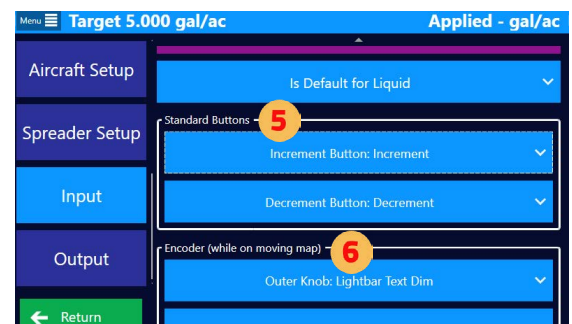 Menu Target 5.000 gal/ac Applied - gal/ac
Aircraft Setup
Is Default for Liquid
Standard Buttons 5
Spreader Setup
Increment Button: Increment
Input
Decrement Button: Decrement
Encoder (while on moving map) 6
Output
Outer Knob: Lightbar Text Dim
Return